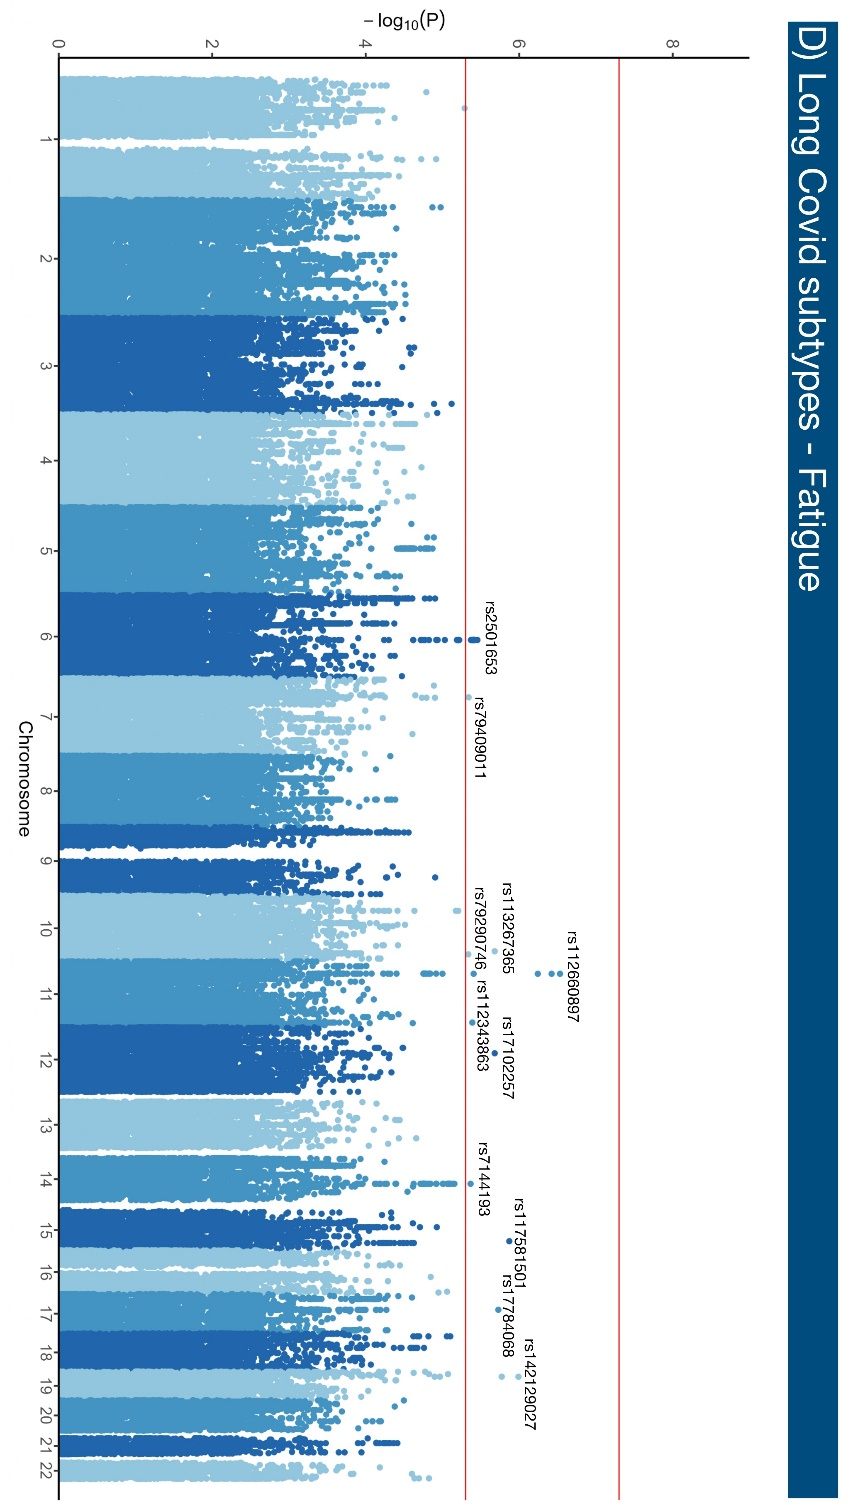 D) Long Covid subtypes - Fatigue
− log10(P)
8
6
4
2
0
rs112660897
rs142129027
rs117581501
rs113267365
rs17102257
rs17784068
rs2501653
rs79409011
rs79290746
rs112343863
rs7144193
1 2 3 4 5 6 7 8 9 10 11 12 13 14 15 16 17 18 19 20 21 22
Chromosome